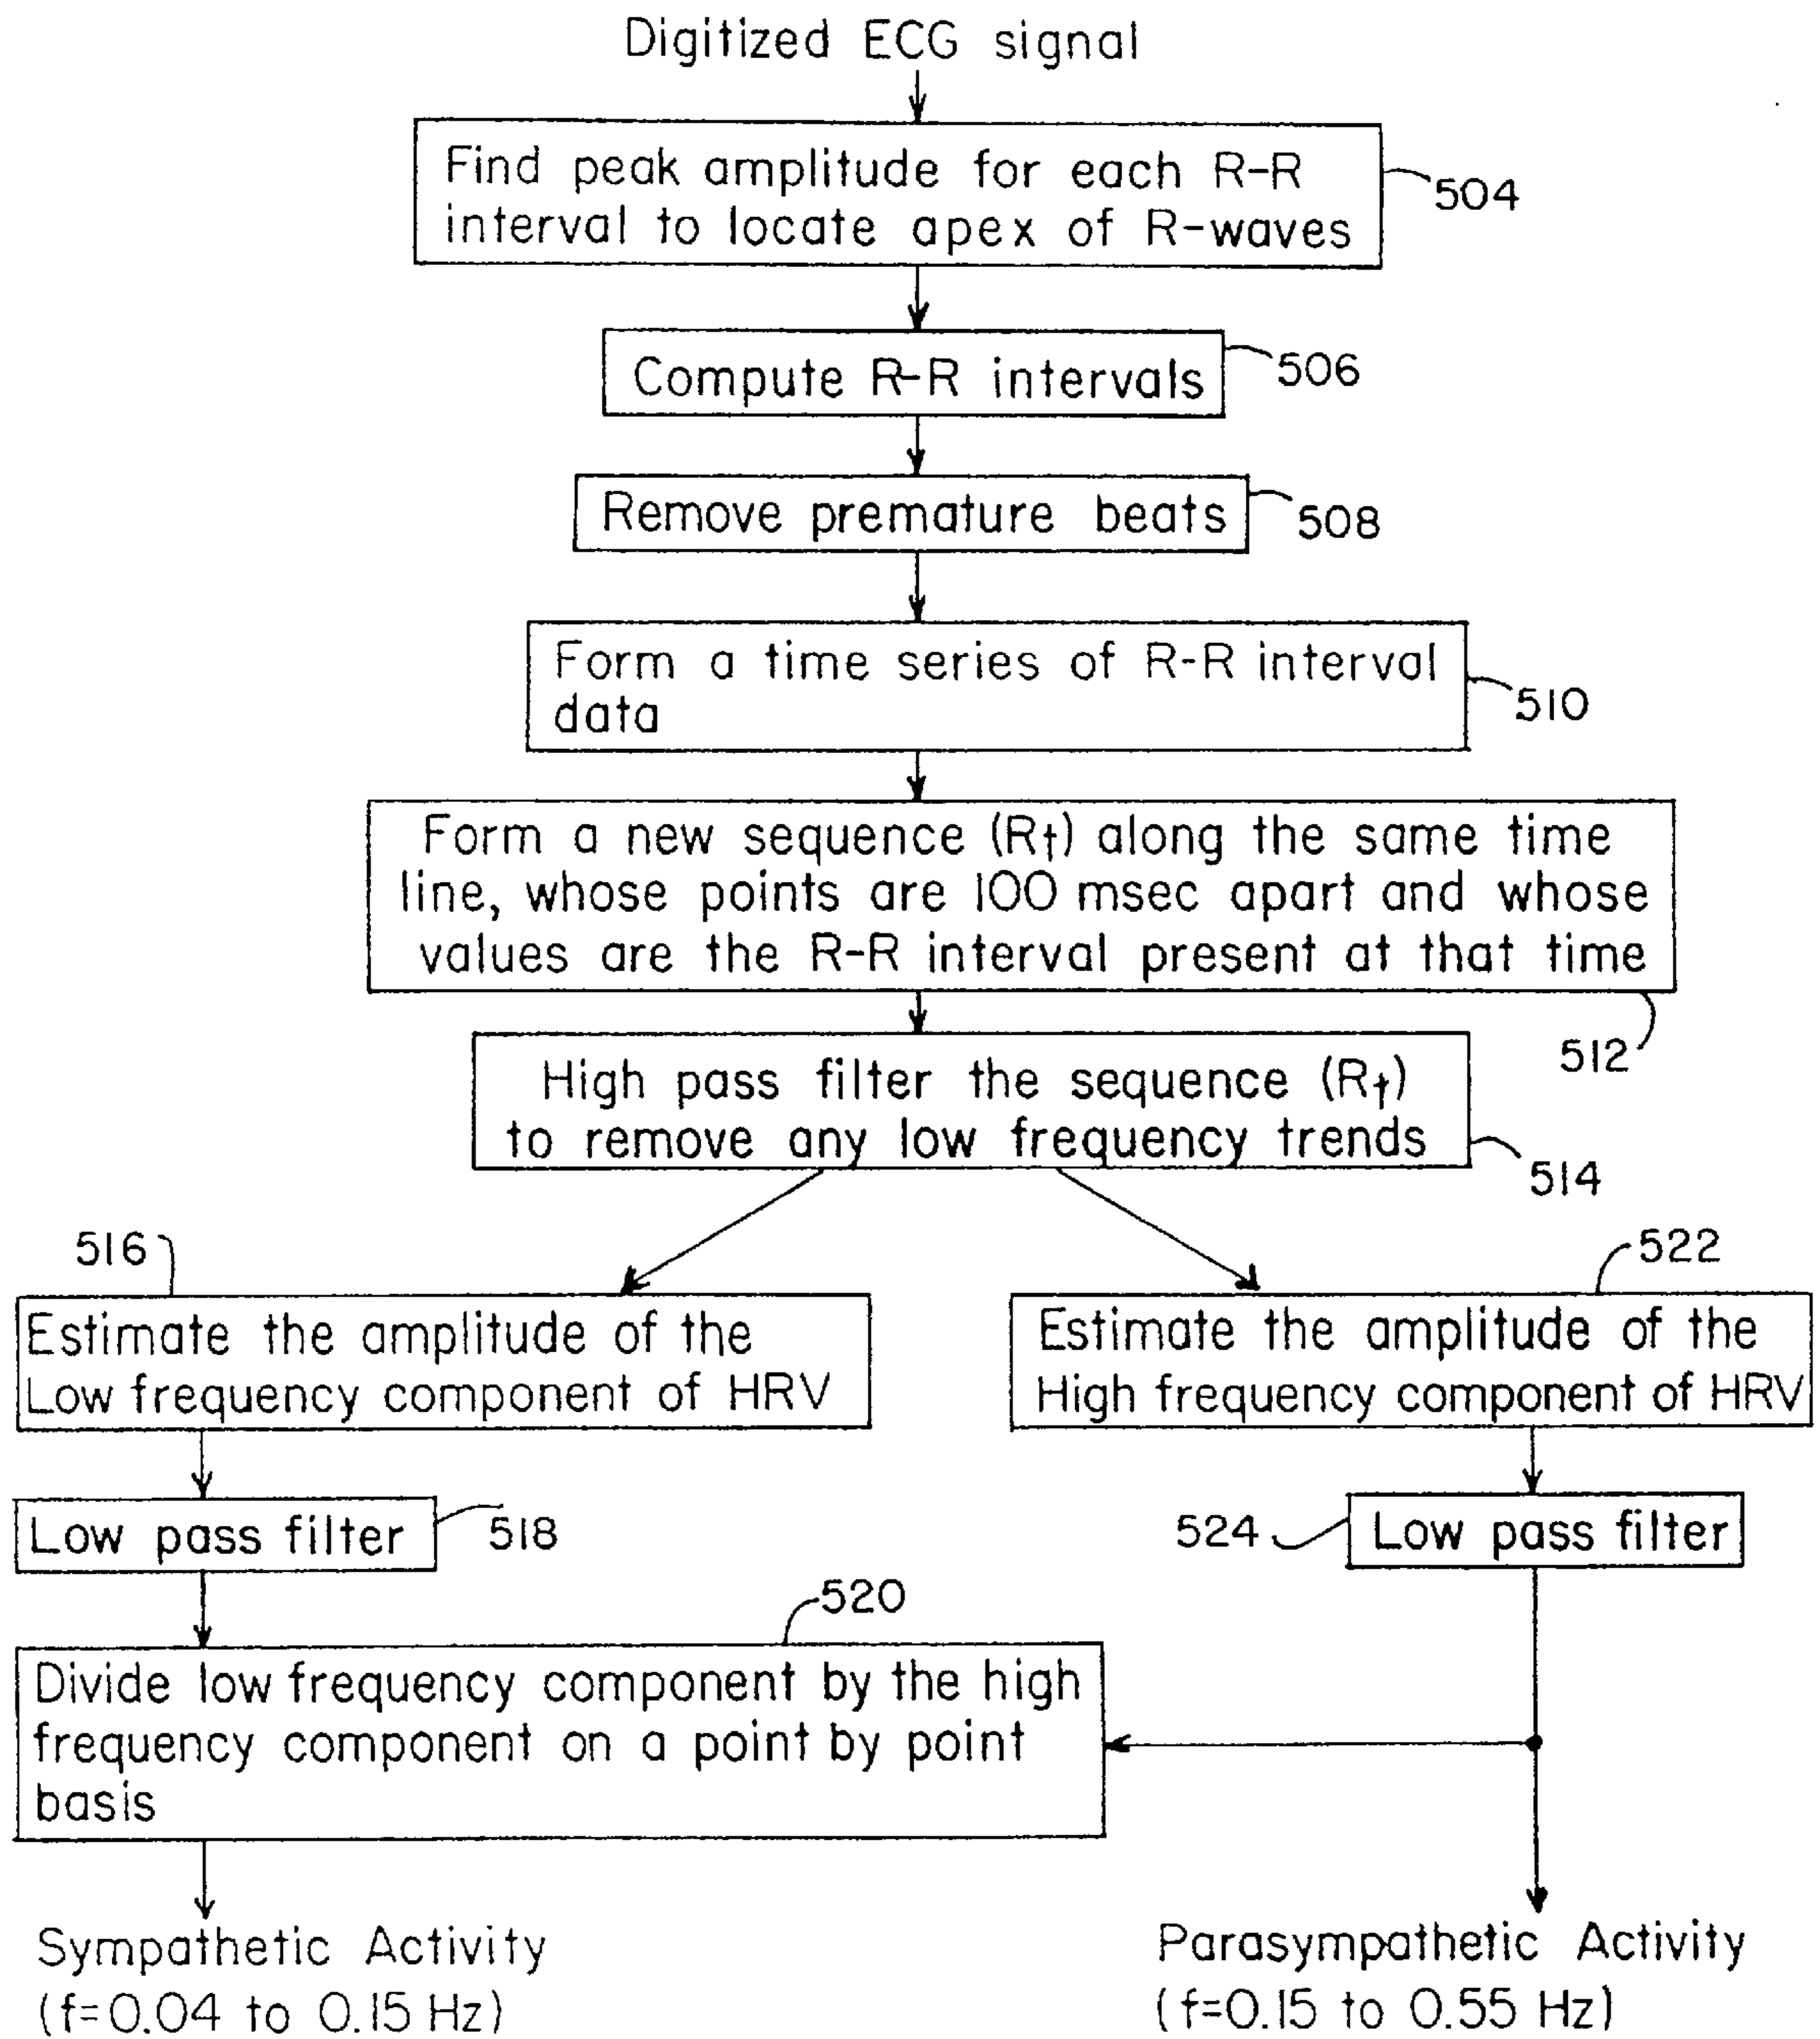 Digitized ECG signal
Find peak amplitude for each R-R
interval to locate apex of R-waves
504
Compute R-R intervals
506
Remove premature beats
508
Form a time series of R-R interval
data
510
Form a new sequence (Rt) along the same time
line, whose points are 100 msec apart and whose
values are the R-R interval present at that time
512
High pass filter the sequence (Rt)
to remove any low frequency trends
514
516
Estimate the amplitude of the
Low frequency component of HRV
522
Estimate the amplitude of the
High frequency component of HRV
Low pass filter
518
524
Low pass filter
520
Divide low frequency component by the high
frequency component on a point by point
basis
Sympathetic Activity
(f=0.04 to 0.15 Hz)
Parasympathetic Activity
(f=0.15 to 0.55 Hz)